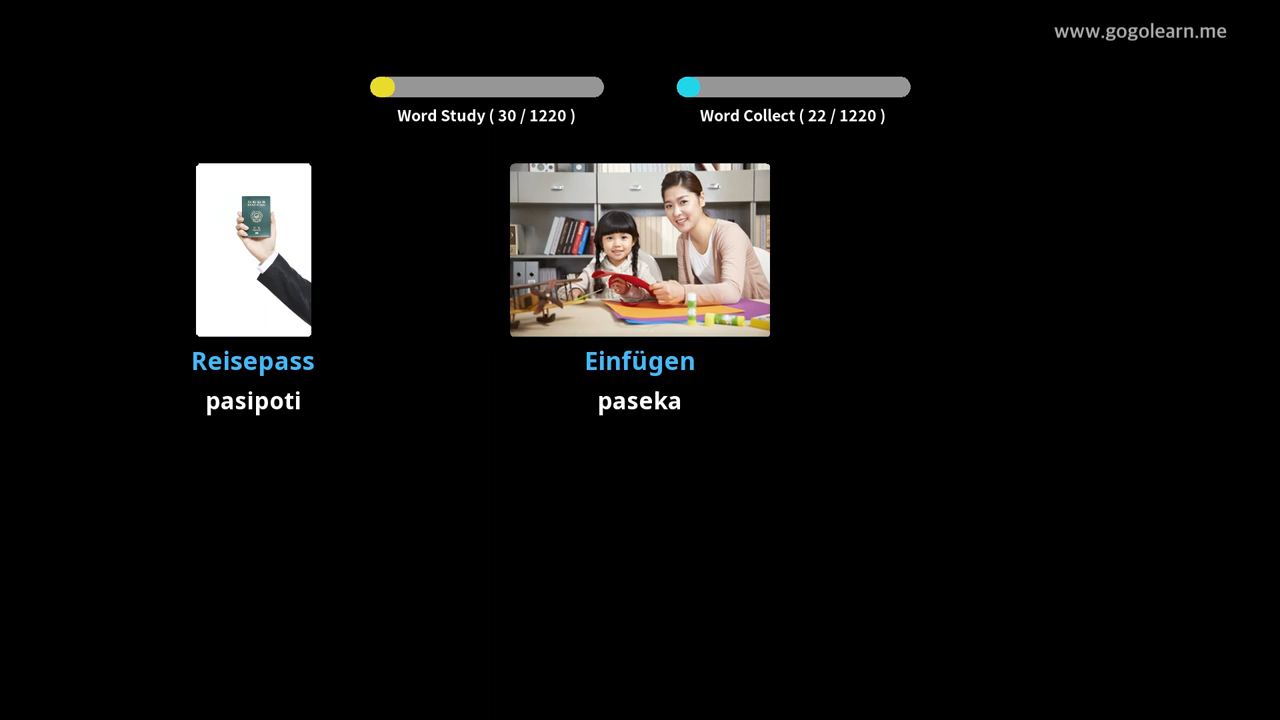 www.gogolearn.me
Word Study ( 30 / 1220 )
Word Collect ( 22 / 1220 )
Reisepass
pasipoti
Einfügen
paseka